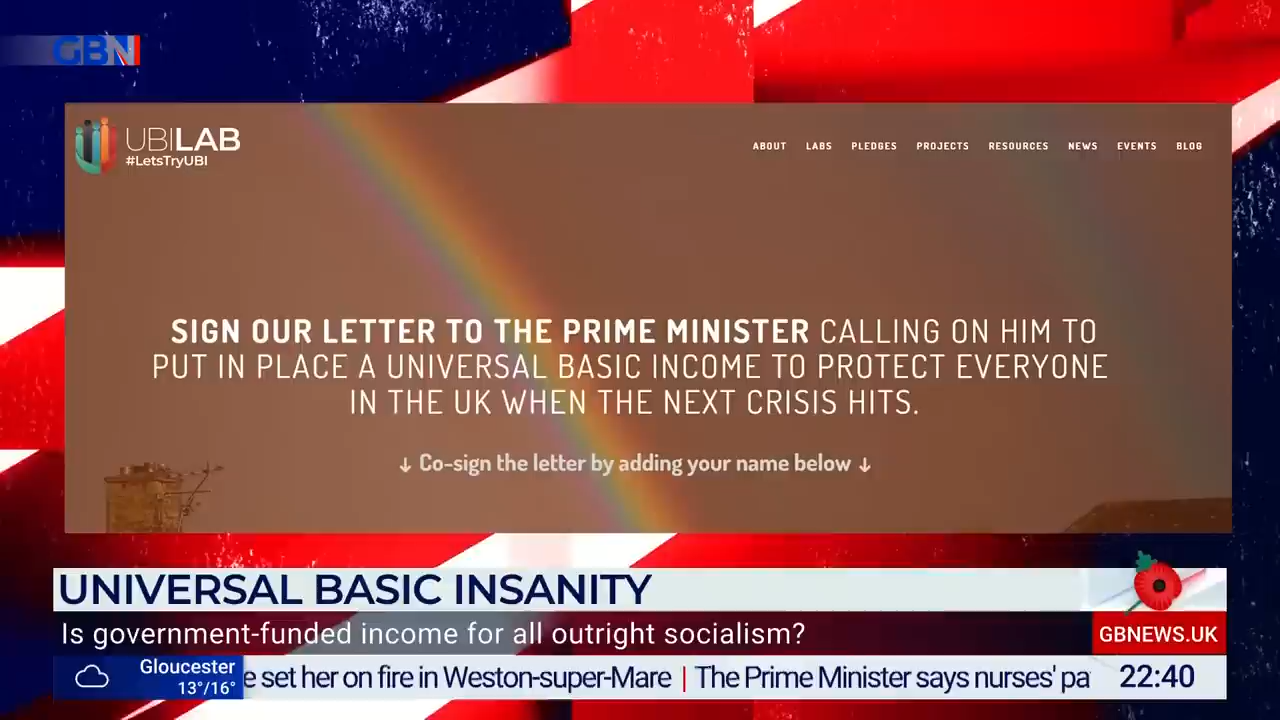 GBN
UBILAB
#LetsTryUBI
ABOUT LABS PLEDGES PROJECTS RESOURCES NEWS EVENTS BLOG
SIGN OUR LETTER TO THE PRIME MINISTER CALLING ON HIM TO
PUT IN PLACE A UNIVERSAL BASIC INCOME TO PROTECT EVERYONE
IN THE UK WHEN THE NEXT CRISIS HITS.
↓ Co-sign the letter by adding your name below ↓
UNIVERSAL BASIC INSANITY
Is government-funded income for all outright socialism?
GBNEWS.UK
Gloucester
13°/16°
e set her on fire in Weston-super-Mare | The Prime Minister says nurses' pa
22:40